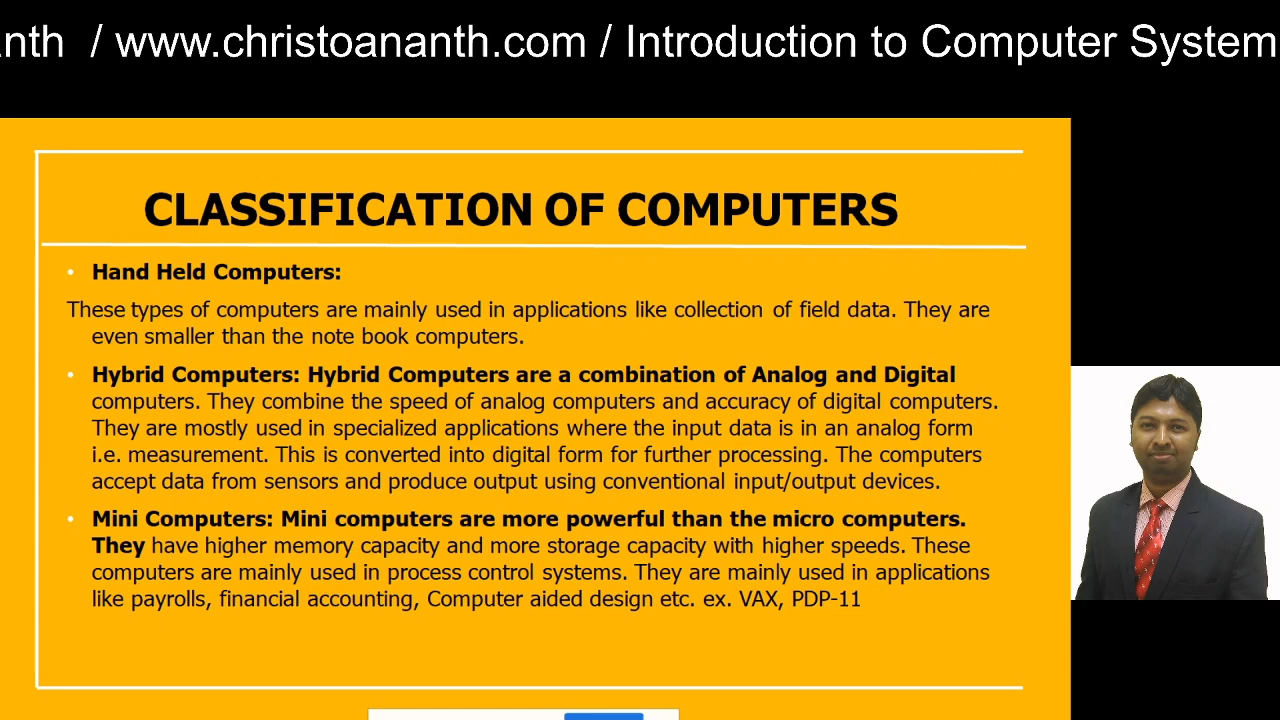 nth / www.christoananth.com / Introduction to Computer System
CLASSIFICATION OF COMPUTERS
• Hand Held Computers:
These types of computers are mainly used in applications like collection of field data. They are
even smaller than the note book computers.
• Hybrid Computers: Hybrid Computers are a combination of Analog and Digital
computers. They combine the speed of analog computers and accuracy of digital computers.
They are mostly used in specialized applications where the input data is in an analog form
i.e. measurement. This is converted into digital form for further processing. The computers
accept data from sensors and produce output using conventional input/output devices.
• Mini Computers: Mini computers are more powerful than the micro computers.
They have higher memory capacity and more storage capacity with higher speeds. These
computers are mainly used in process control systems. They are mainly used in applications
like payrolls, financial accounting, Computer aided design etc. ex. VAX, PDP-11